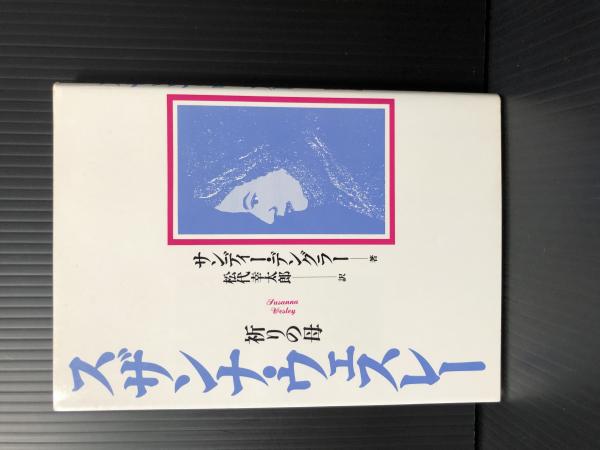 スザンナ・ウェスレー
祈りの母
Susanna
Wesley
サンディー・デングラー——著
松代幸太郎——訳